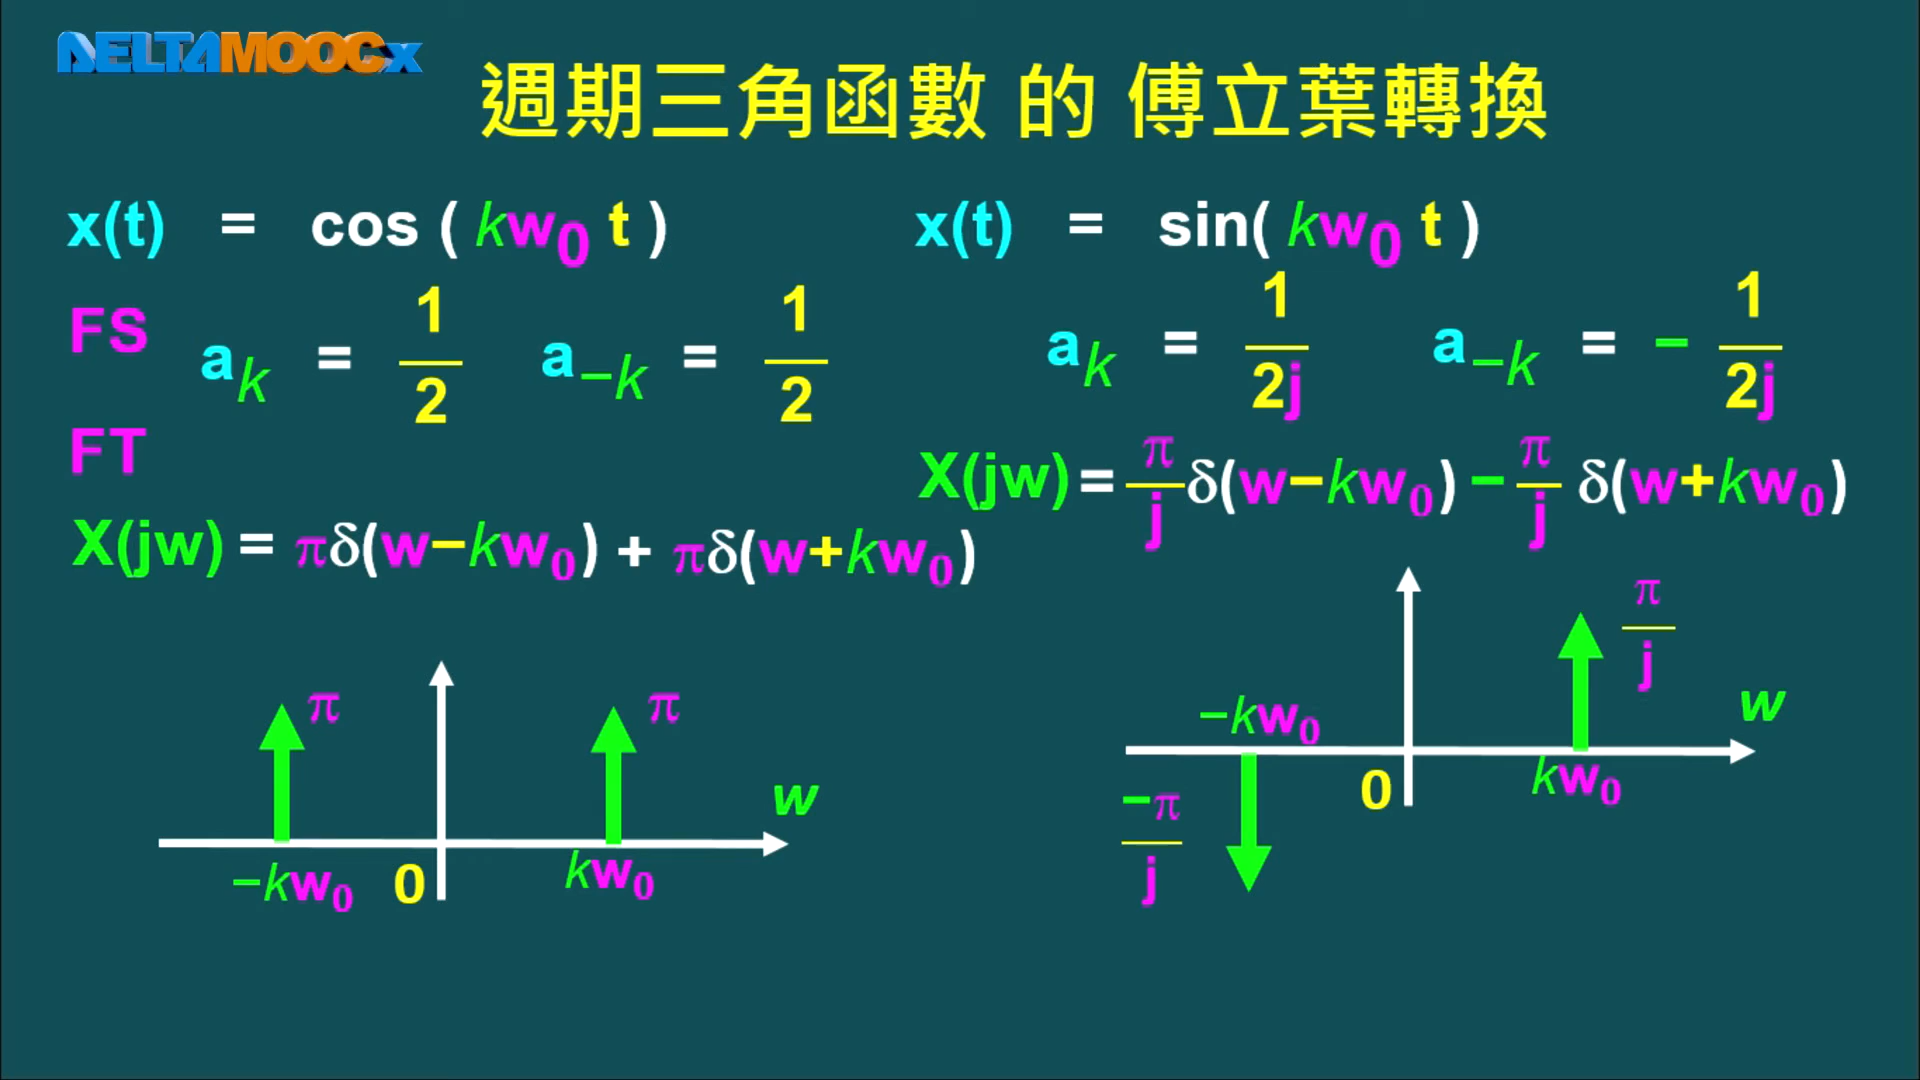 DELTAMOOCx
週期三角函數 的 傅立葉轉換
x(t) = cos ( kw₀ t )
FS
aₖ = 1/2 a₋ₖ = 1/2
FT
X(jw) = πδ(w−kw₀) + πδ(w+kw₀)
π π
w
−kw₀ 0 kw₀
x(t) = sin( kw₀ t )
aₖ = 1/2j a₋ₖ = − 1/2j
X(jw) = π/j δ(w−kw₀) − π/j δ(w+kw₀)
π/j
−kw₀ w
0 kw₀
−π/j